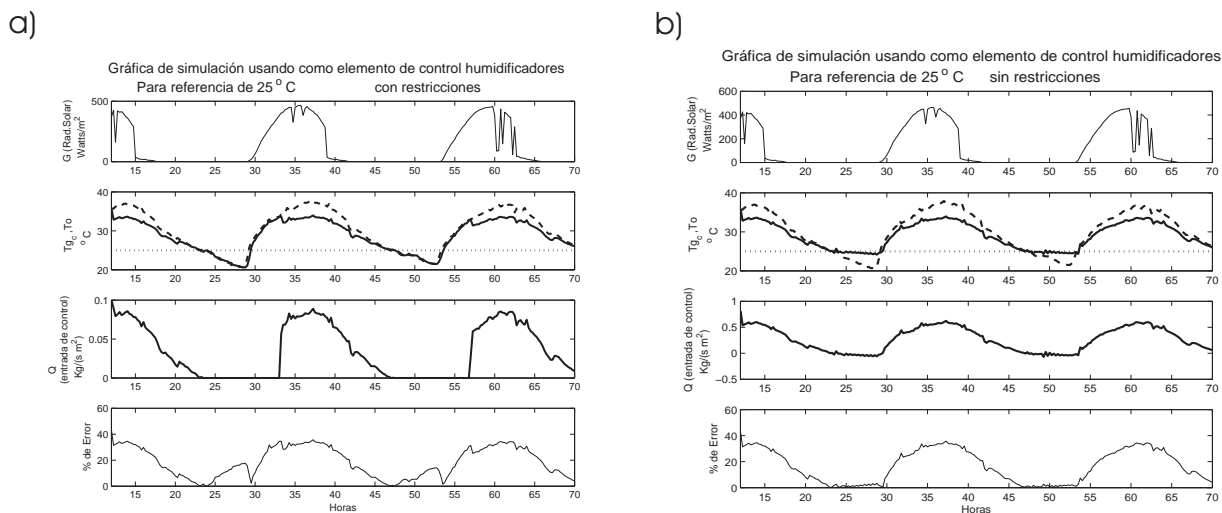 a)
Gráfica de simulación usando como elemento de control humidificadores
Para referencia de 25 o C con restricciones
G (Rad.Solar)
Watts/m2
500
0
15 20 25 30 35 40 45 50 55 60 65 70
Tgc ,To
o C
40
30
20
15 20 25 30 35 40 45 50 55 60 65 70
Q
(entrada de control)
Kg/(s m2)
0.1
0.05
0
15 20 25 30 35 40 45 50 55 60 65 70
% de Error
60
40
20
0
15 20 25 30 35 40 45 50 55 60 65 70
Horas
b)
Gráfica de simulación usando como elemento de control humidificadores
Para referencia de 25 o C sin restricciones
G (Rad.Solar)
Watts/m2
600
400
200
0
15 20 25 30 35 40 45 50 55 60 65 70
Tgc ,To
o C
40
30
20
15 20 25 30 35 40 45 50 55 60 65 70
Q (entrada de control)
Kg/(s m2)
1
0.5
0
−0.5
15 20 25 30 35 40 45 50 55 60 65 70
% de Error
60
40
20
0
15 20 25 30 35 40 45 50 55 60 65 70
Horas